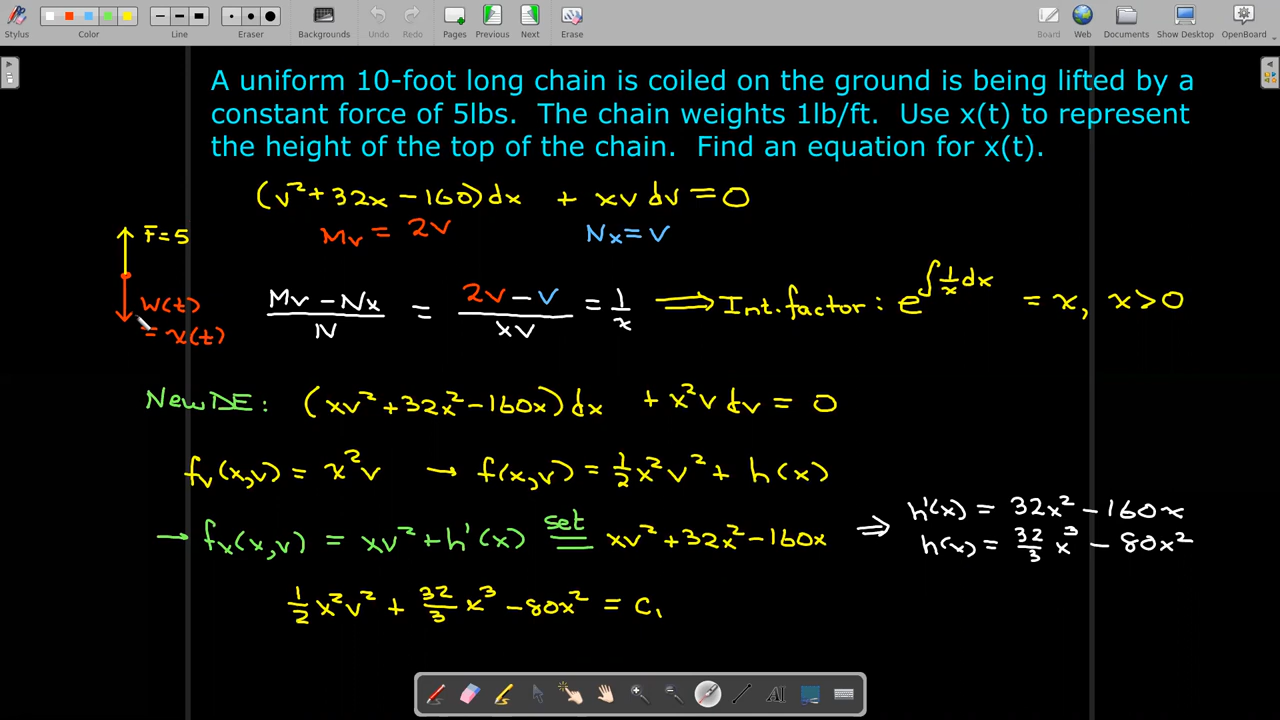 Stylus Color Line Eraser Backgrounds Undo Redo Pages Previous Next Erase Board Web Documents Show Desktop OpenBoard
A uniform 10-foot long chain is coiled on the ground is being lifted by a
constant force of 5lbs. The chain weights 1lb/ft. Use x(t) to represent
the height of the top of the chain. Find an equation for x(t).
(v² + 32x − 160)dx + xv dv = 0
Mv = 2v Nx = v
F = 5
W(t)
= x(t)
(Mv − Nx)/N = (2v − v)/(xv) = 1/x ⟹ Int. factor: e^(∫ 1/x dx) = x, x > 0
New DE: (xv² + 32x² − 160x)dx + x²v dv = 0
fv(x,v) = x²v → f(x,v) = 1/2 x²v² + h(x)
→ fx(x,v) = xv² + h'(x) set = xv² + 32x² − 160x ⇒ h'(x) = 32x² − 160x
h(x) = 32/3 x³ − 80x²
1/2 x²v² + 32/3 x³ − 80x² = C₁
AI